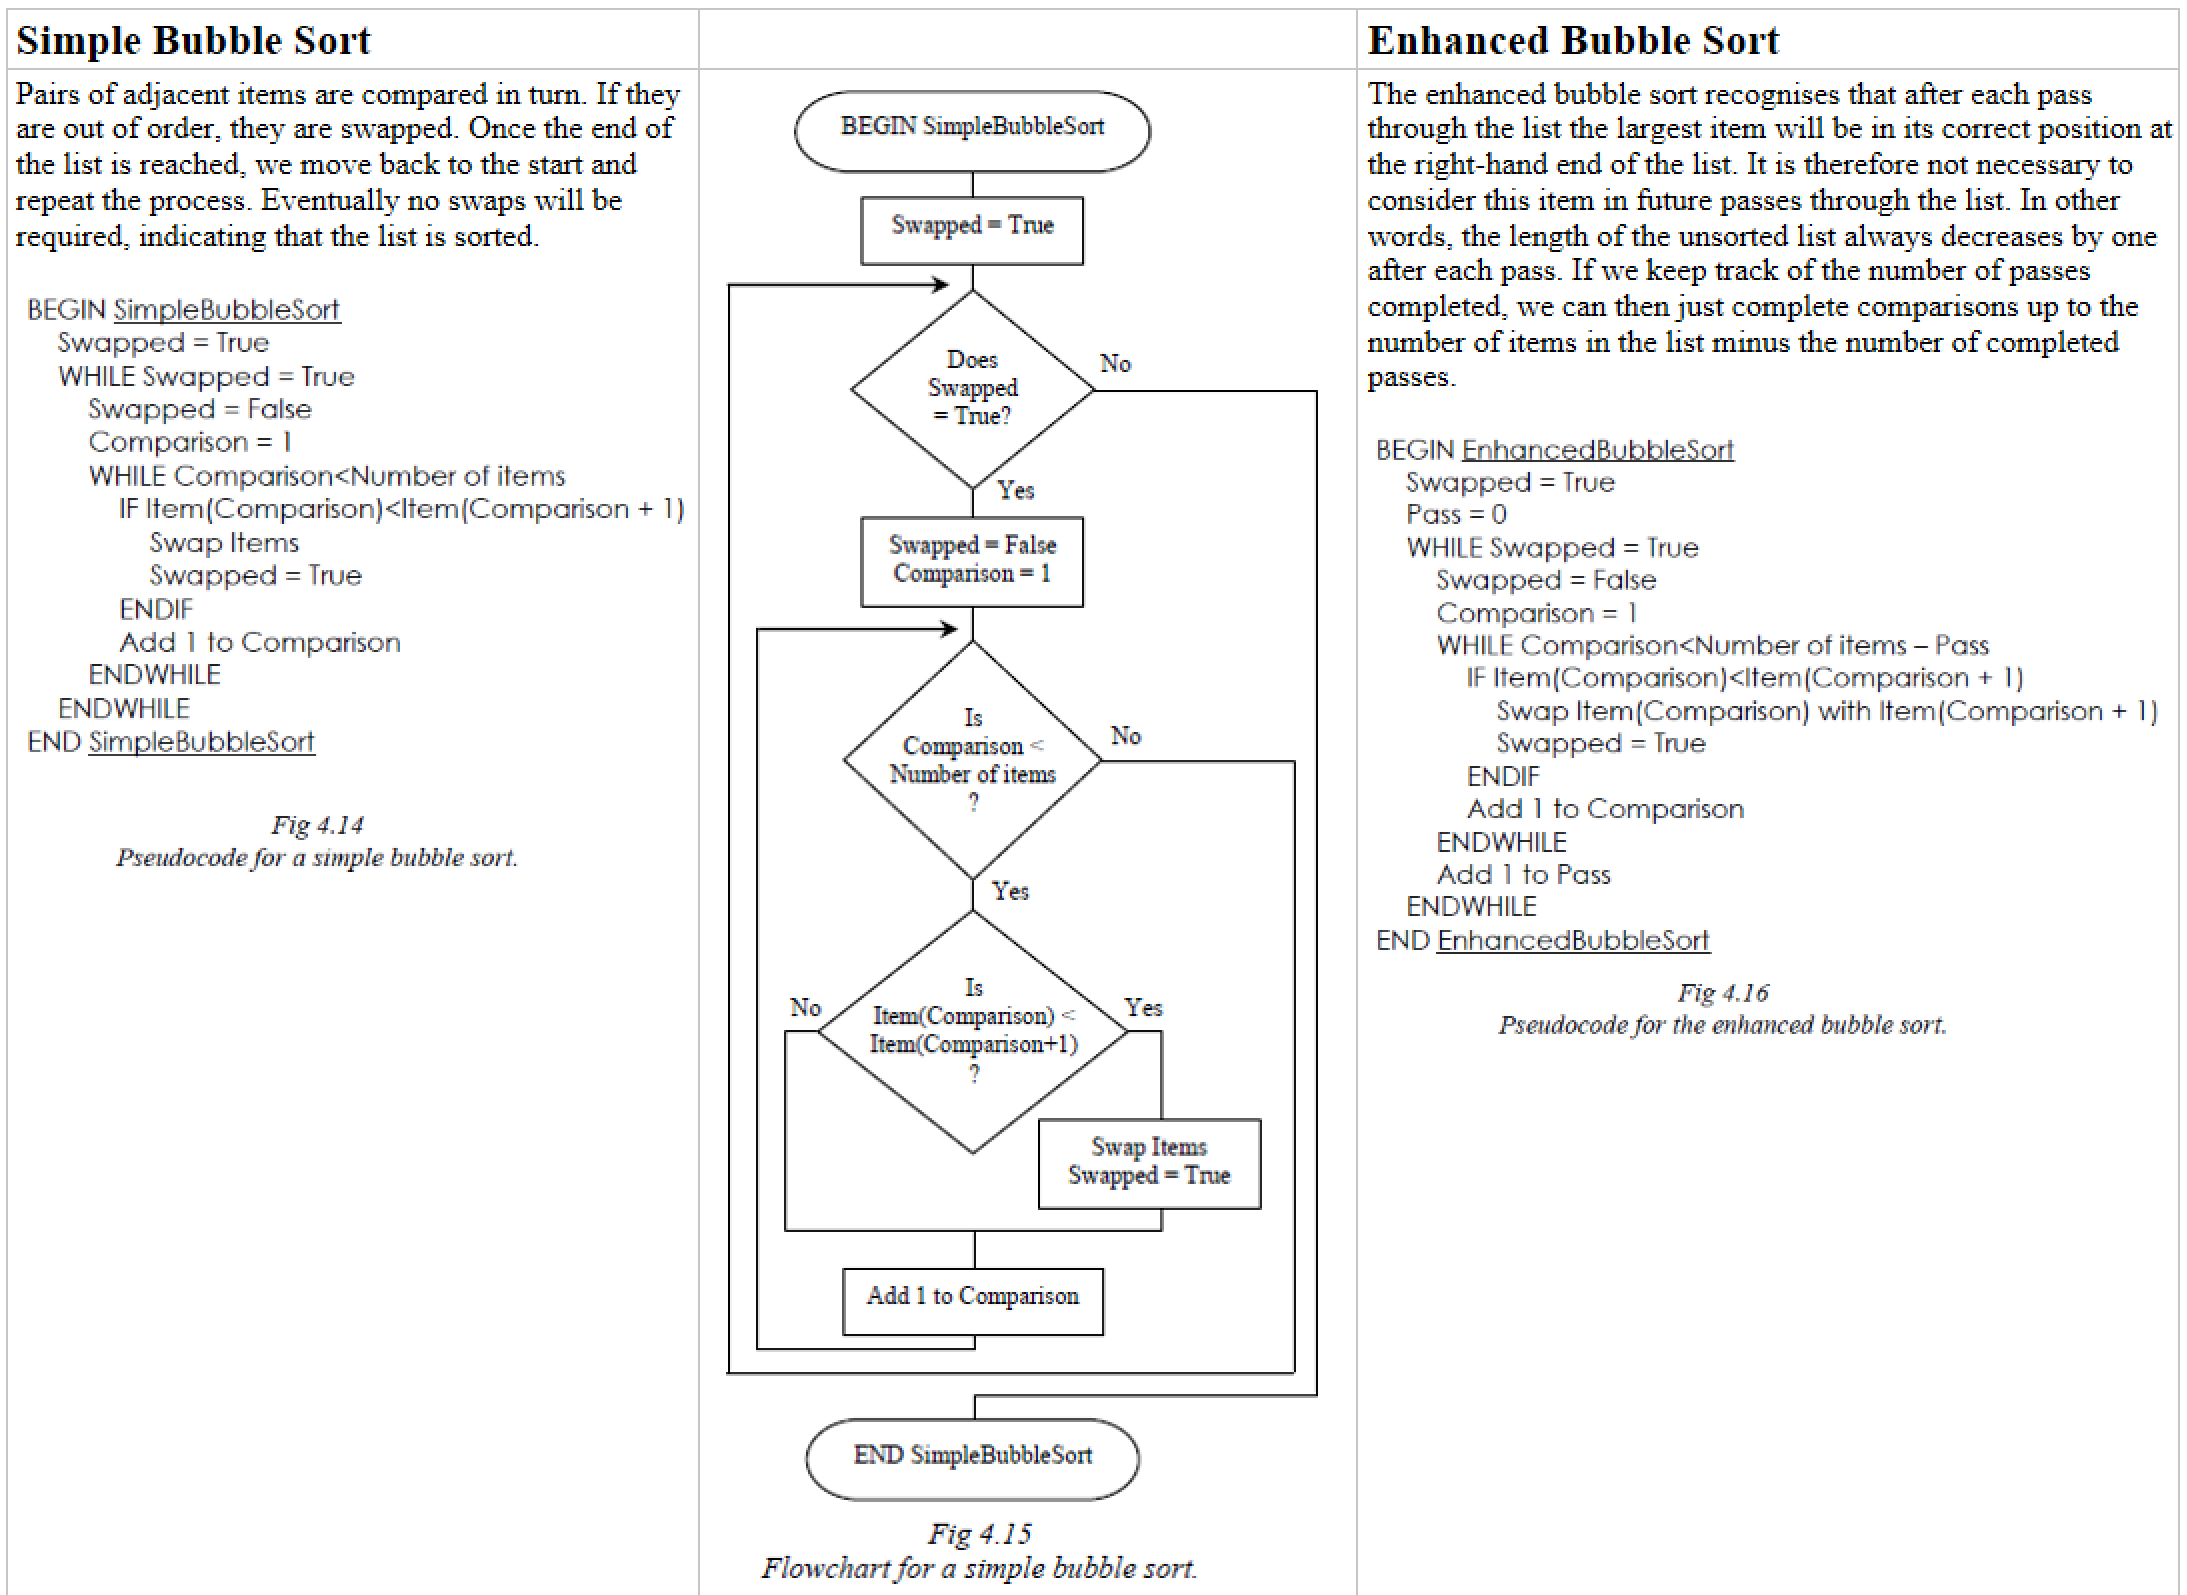 Simple Bubble Sort
Pairs of adjacent items are compared in turn. If they
are out of order, they are swapped. Once the end of
the list is reached, we move back to the start and
repeat the process. Eventually no swaps will be
required, indicating that the list is sorted.
BEGIN SimpleBubbleSort
Swapped = True
WHILE Swapped = True
Swapped = False
Comparison = 1
WHILE Comparison<Number of items
IF Item(Comparison)<Item(Comparison + 1)
Swap Items
Swapped = True
ENDIF
Add 1 to Comparison
ENDWHILE
ENDWHILE
END SimpleBubbleSort
Fig 4.14
Pseudocode for a simple bubble sort.
BEGIN SimpleBubbleSort
Swapped = True
Does
Swapped
= True?
No
Yes
Swapped = False
Comparison = 1
Is
Comparison <
Number of items
?
No
Yes
Is
Item(Comparison) <
Item(Comparison+1)
?
No
Yes
Swap Items
Swapped = True
Add 1 to Comparison
END SimpleBubbleSort
Fig 4.15
Flowchart for a simple bubble sort.
Enhanced Bubble Sort
The enhanced bubble sort recognises that after each pass
through the list the largest item will be in its correct position at
the right-hand end of the list. It is therefore not necessary to
consider this item in future passes through the list. In other
words, the length of the unsorted list always decreases by one
after each pass. If we keep track of the number of passes
completed, we can then just complete comparisons up to the
number of items in the list minus the number of completed
passes.
BEGIN EnhancedBubbleSort
Swapped = True
Pass = 0
WHILE Swapped = True
Swapped = False
Comparison = 1
WHILE Comparison<Number of items – Pass
IF Item(Comparison)<Item(Comparison + 1)
Swap Item(Comparison) with Item(Comparison + 1)
Swapped = True
ENDIF
Add 1 to Comparison
ENDWHILE
Add 1 to Pass
ENDWHILE
END EnhancedBubbleSort
Fig 4.16
Pseudocode for the enhanced bubble sort.